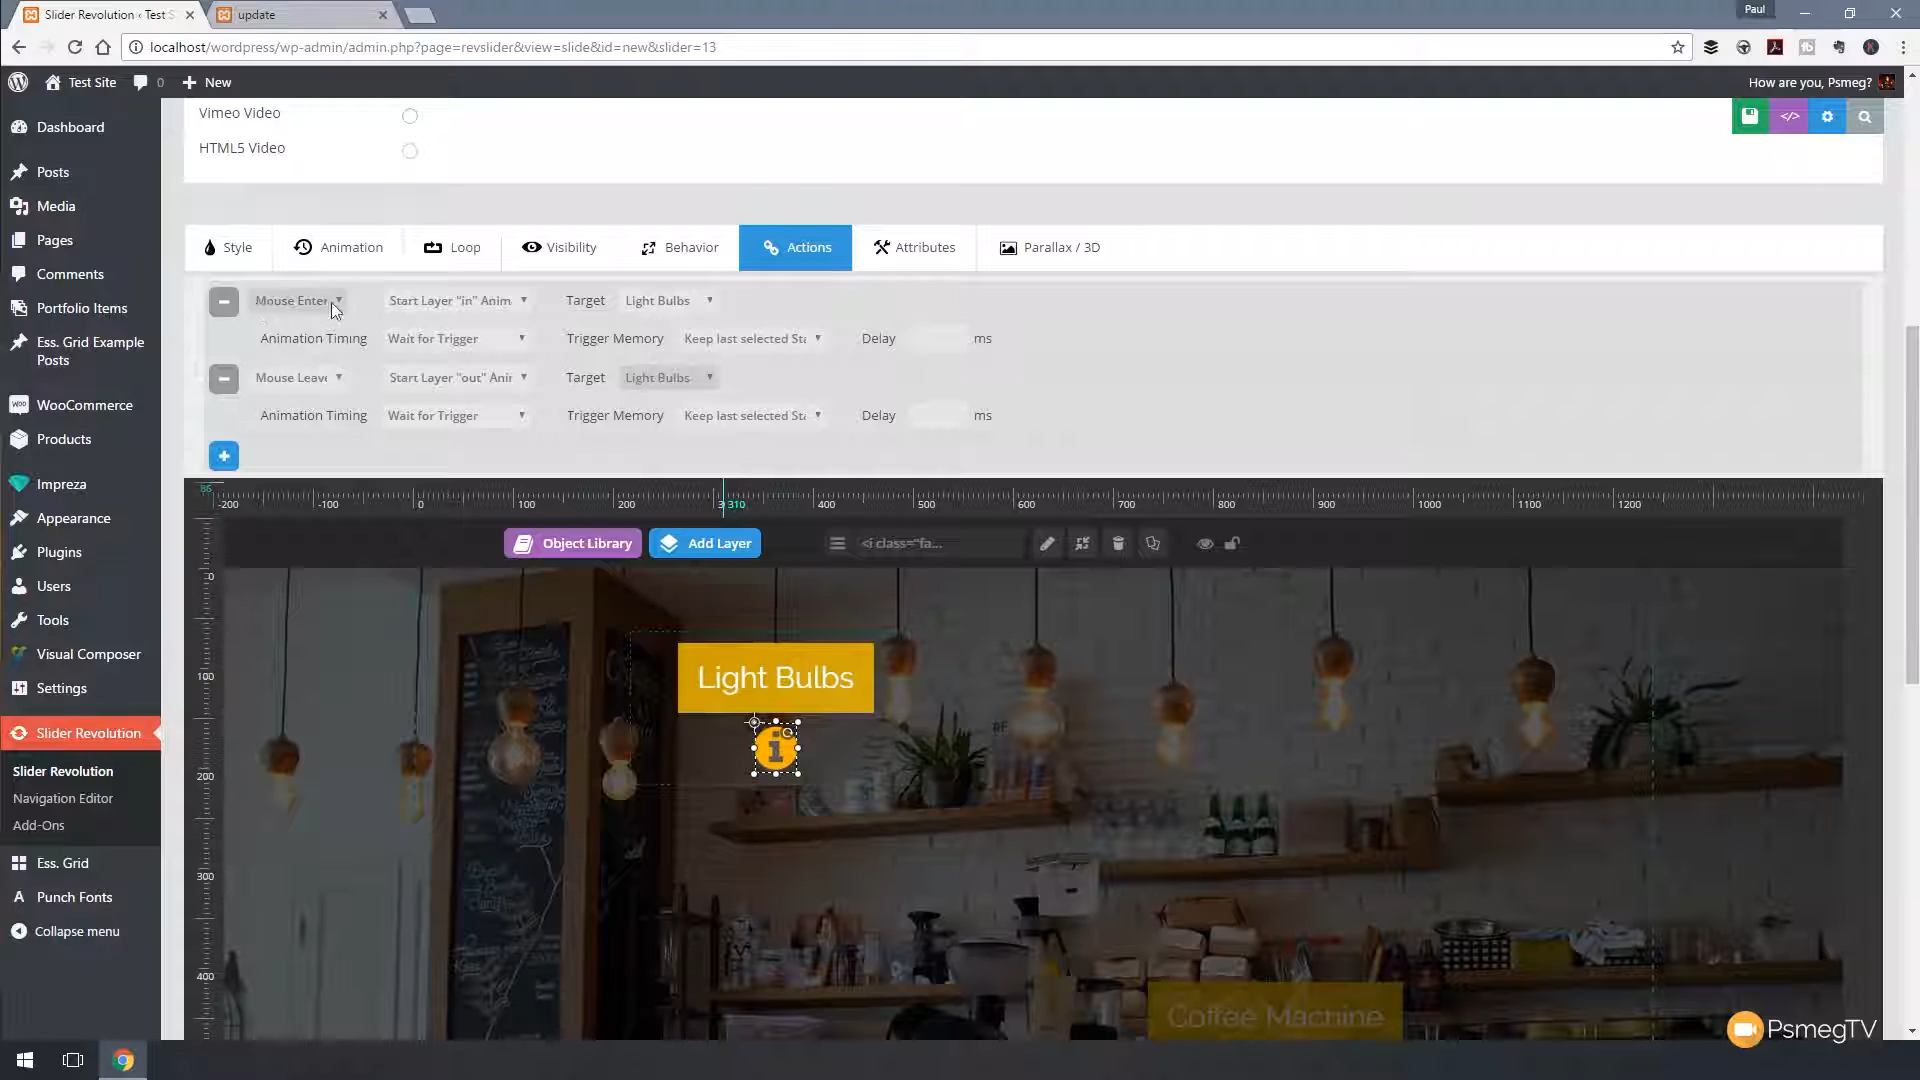 Slider Revolution ‹ Test S
update
Paul
localhost/wordpress/wp-admin/admin.php?page=revslider&view=slide&id=new&slider=13
Test Site
0
New
How are you, Psmeg?
Dashboard
Posts
Media
Pages
Comments
Portfolio Items
Ess. Grid Example
Posts
WooCommerce
Products
Impreza
Appearance
Plugins
Users
Tools
Visual Composer
Settings
Slider Revolution
Slider Revolution
Navigation Editor
Add-Ons
Ess. Grid
Punch Fonts
Collapse menu
Vimeo Video
HTML5 Video
</>
Style
Animation
Loop
Visibility
Behavior
Actions
Attributes
Parallax / 3D
Mouse Enter
Start Layer "in" Anim
Target
Light Bulbs
Animation Timing
Wait for Trigger
Trigger Memory
Keep last selected Sta
Delay
ms
Mouse Leave
Start Layer "out" Anir
Target
Light Bulbs
Animation Timing
Wait for Trigger
Trigger Memory
Keep last selected Sta
Delay
ms
86
-200 -100 0 100 200 3 310 400 500 600 700 800 900 1000 1100 1200
Object Library
Add Layer
<i class="fa...
0
100
200
300
400
Light Bulbs
i
Coffee Machine
PsmegTV